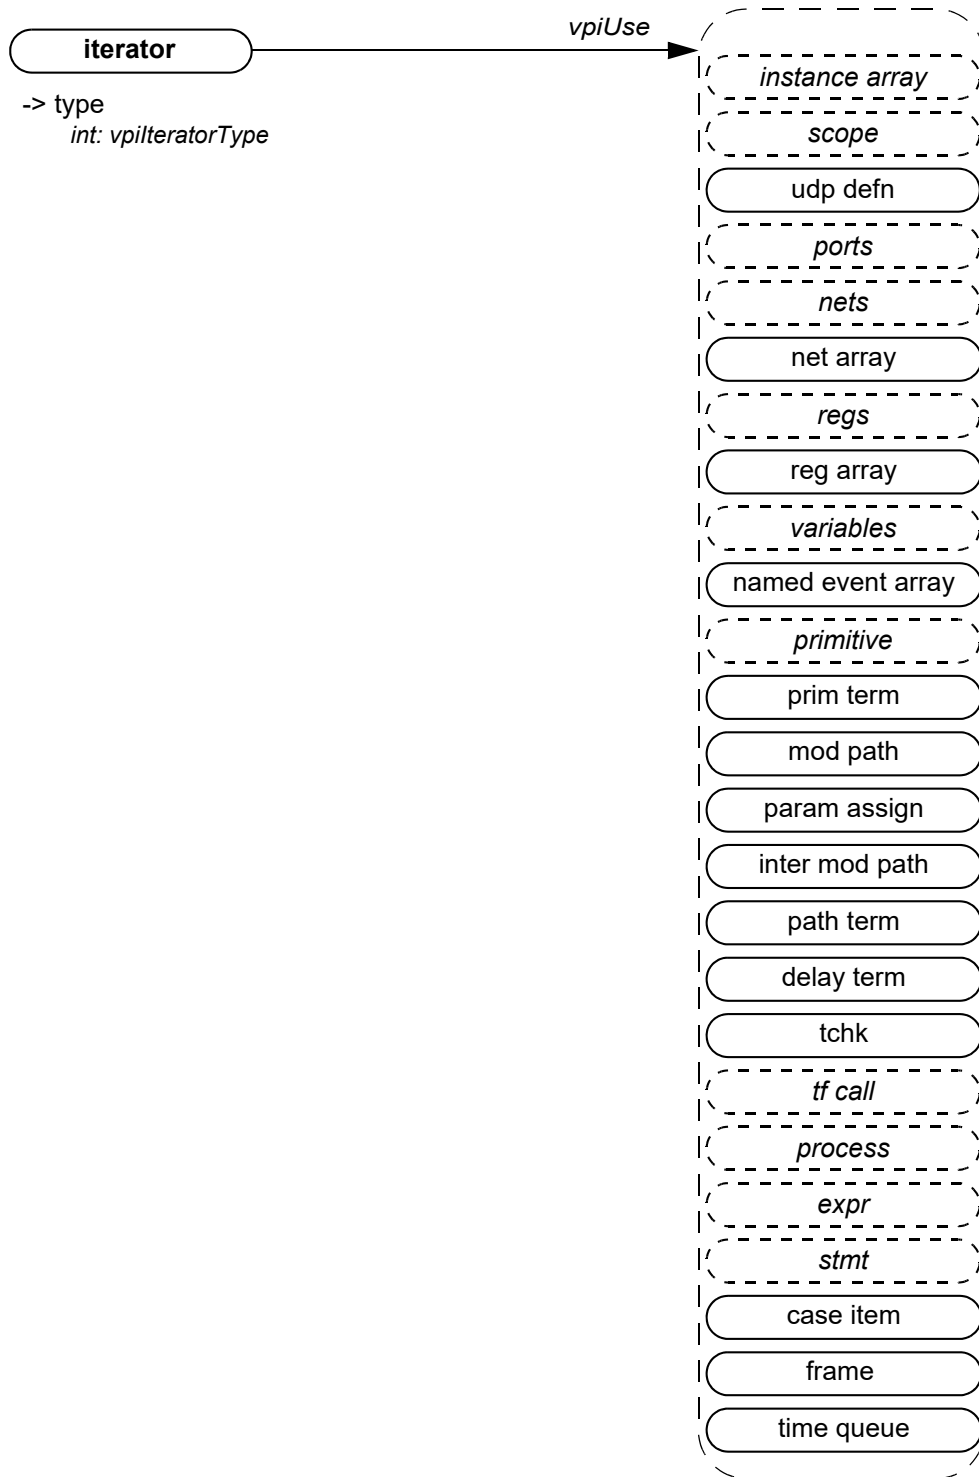 vpiUse
iterator
-> type
int: vpiIteratorType
instance array
scope
udp defn
ports
nets
net array
regs
reg array
variables
named event array
primitive
prim term
mod path
param assign
inter mod path
path term
delay term
tchk
tf call
process
expr
stmt
case item
frame
time queue